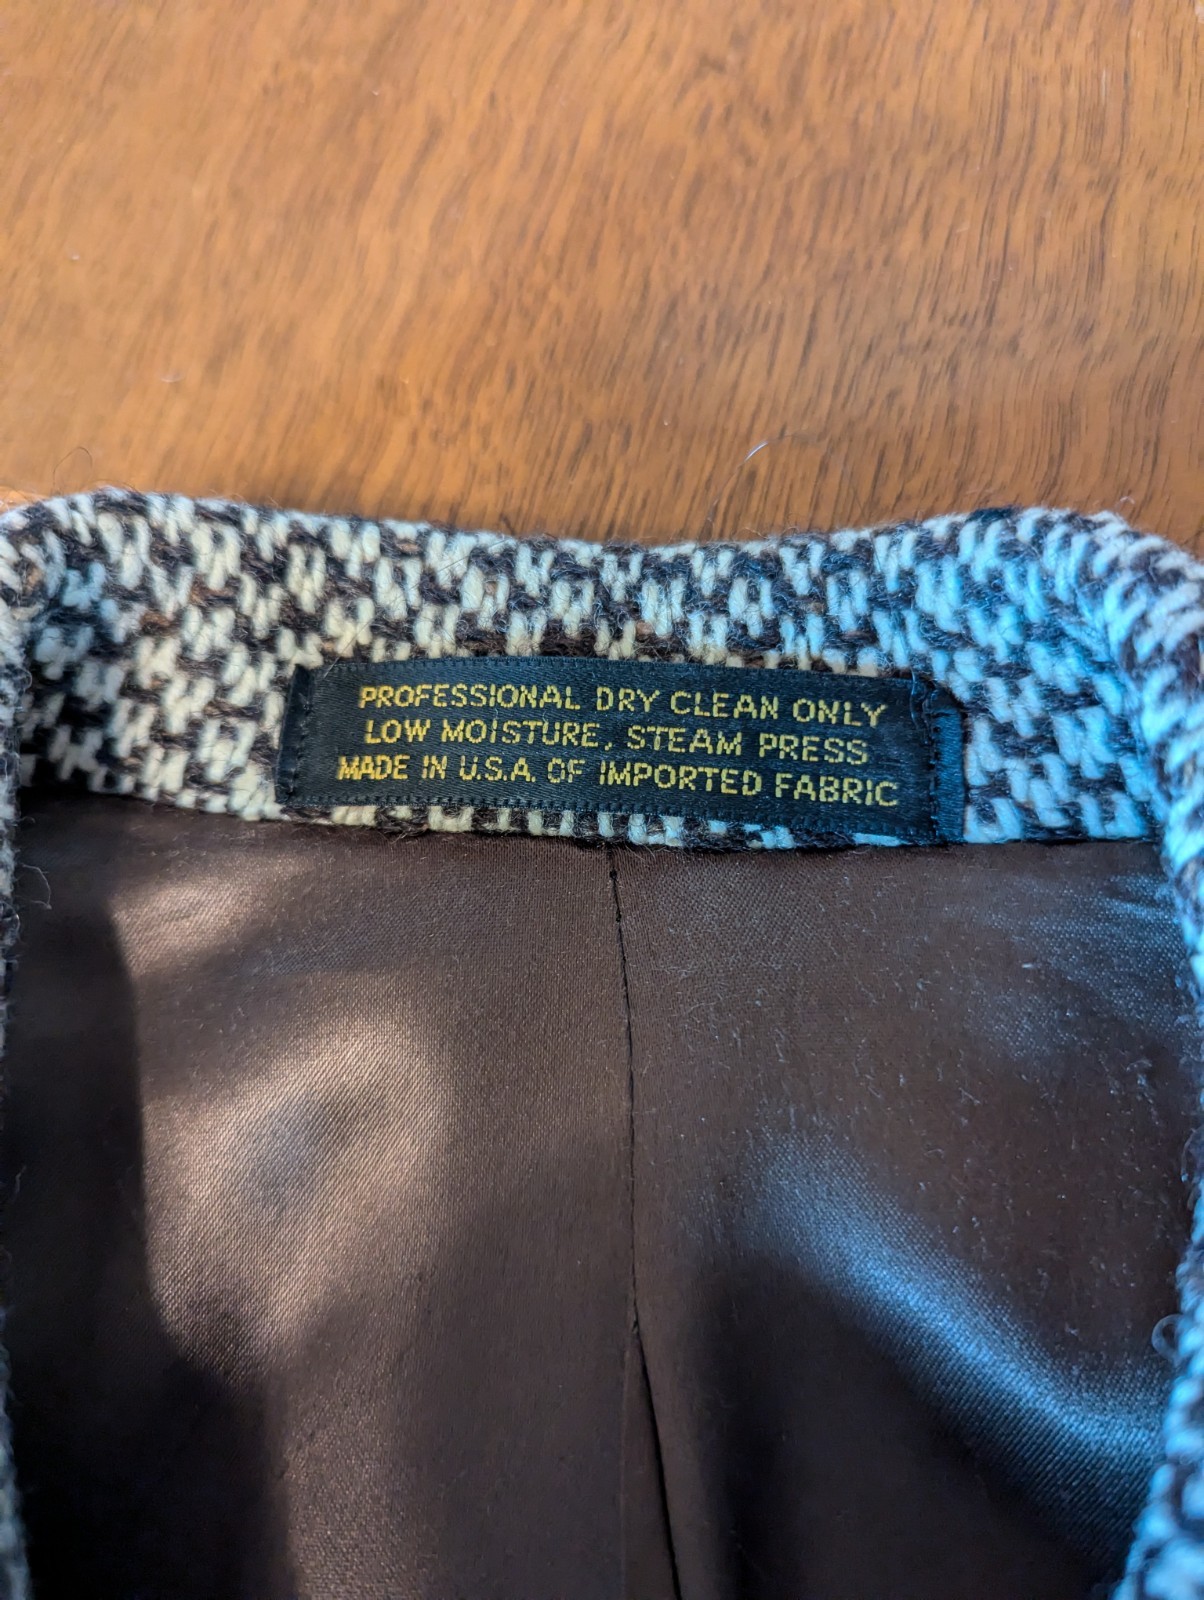 PROFESSIONAL DRY CLEAN ONLY
LOW MOISTURE, STEAM PRESS
MADE IN U.S.A. OF IMPORTED FABRIC